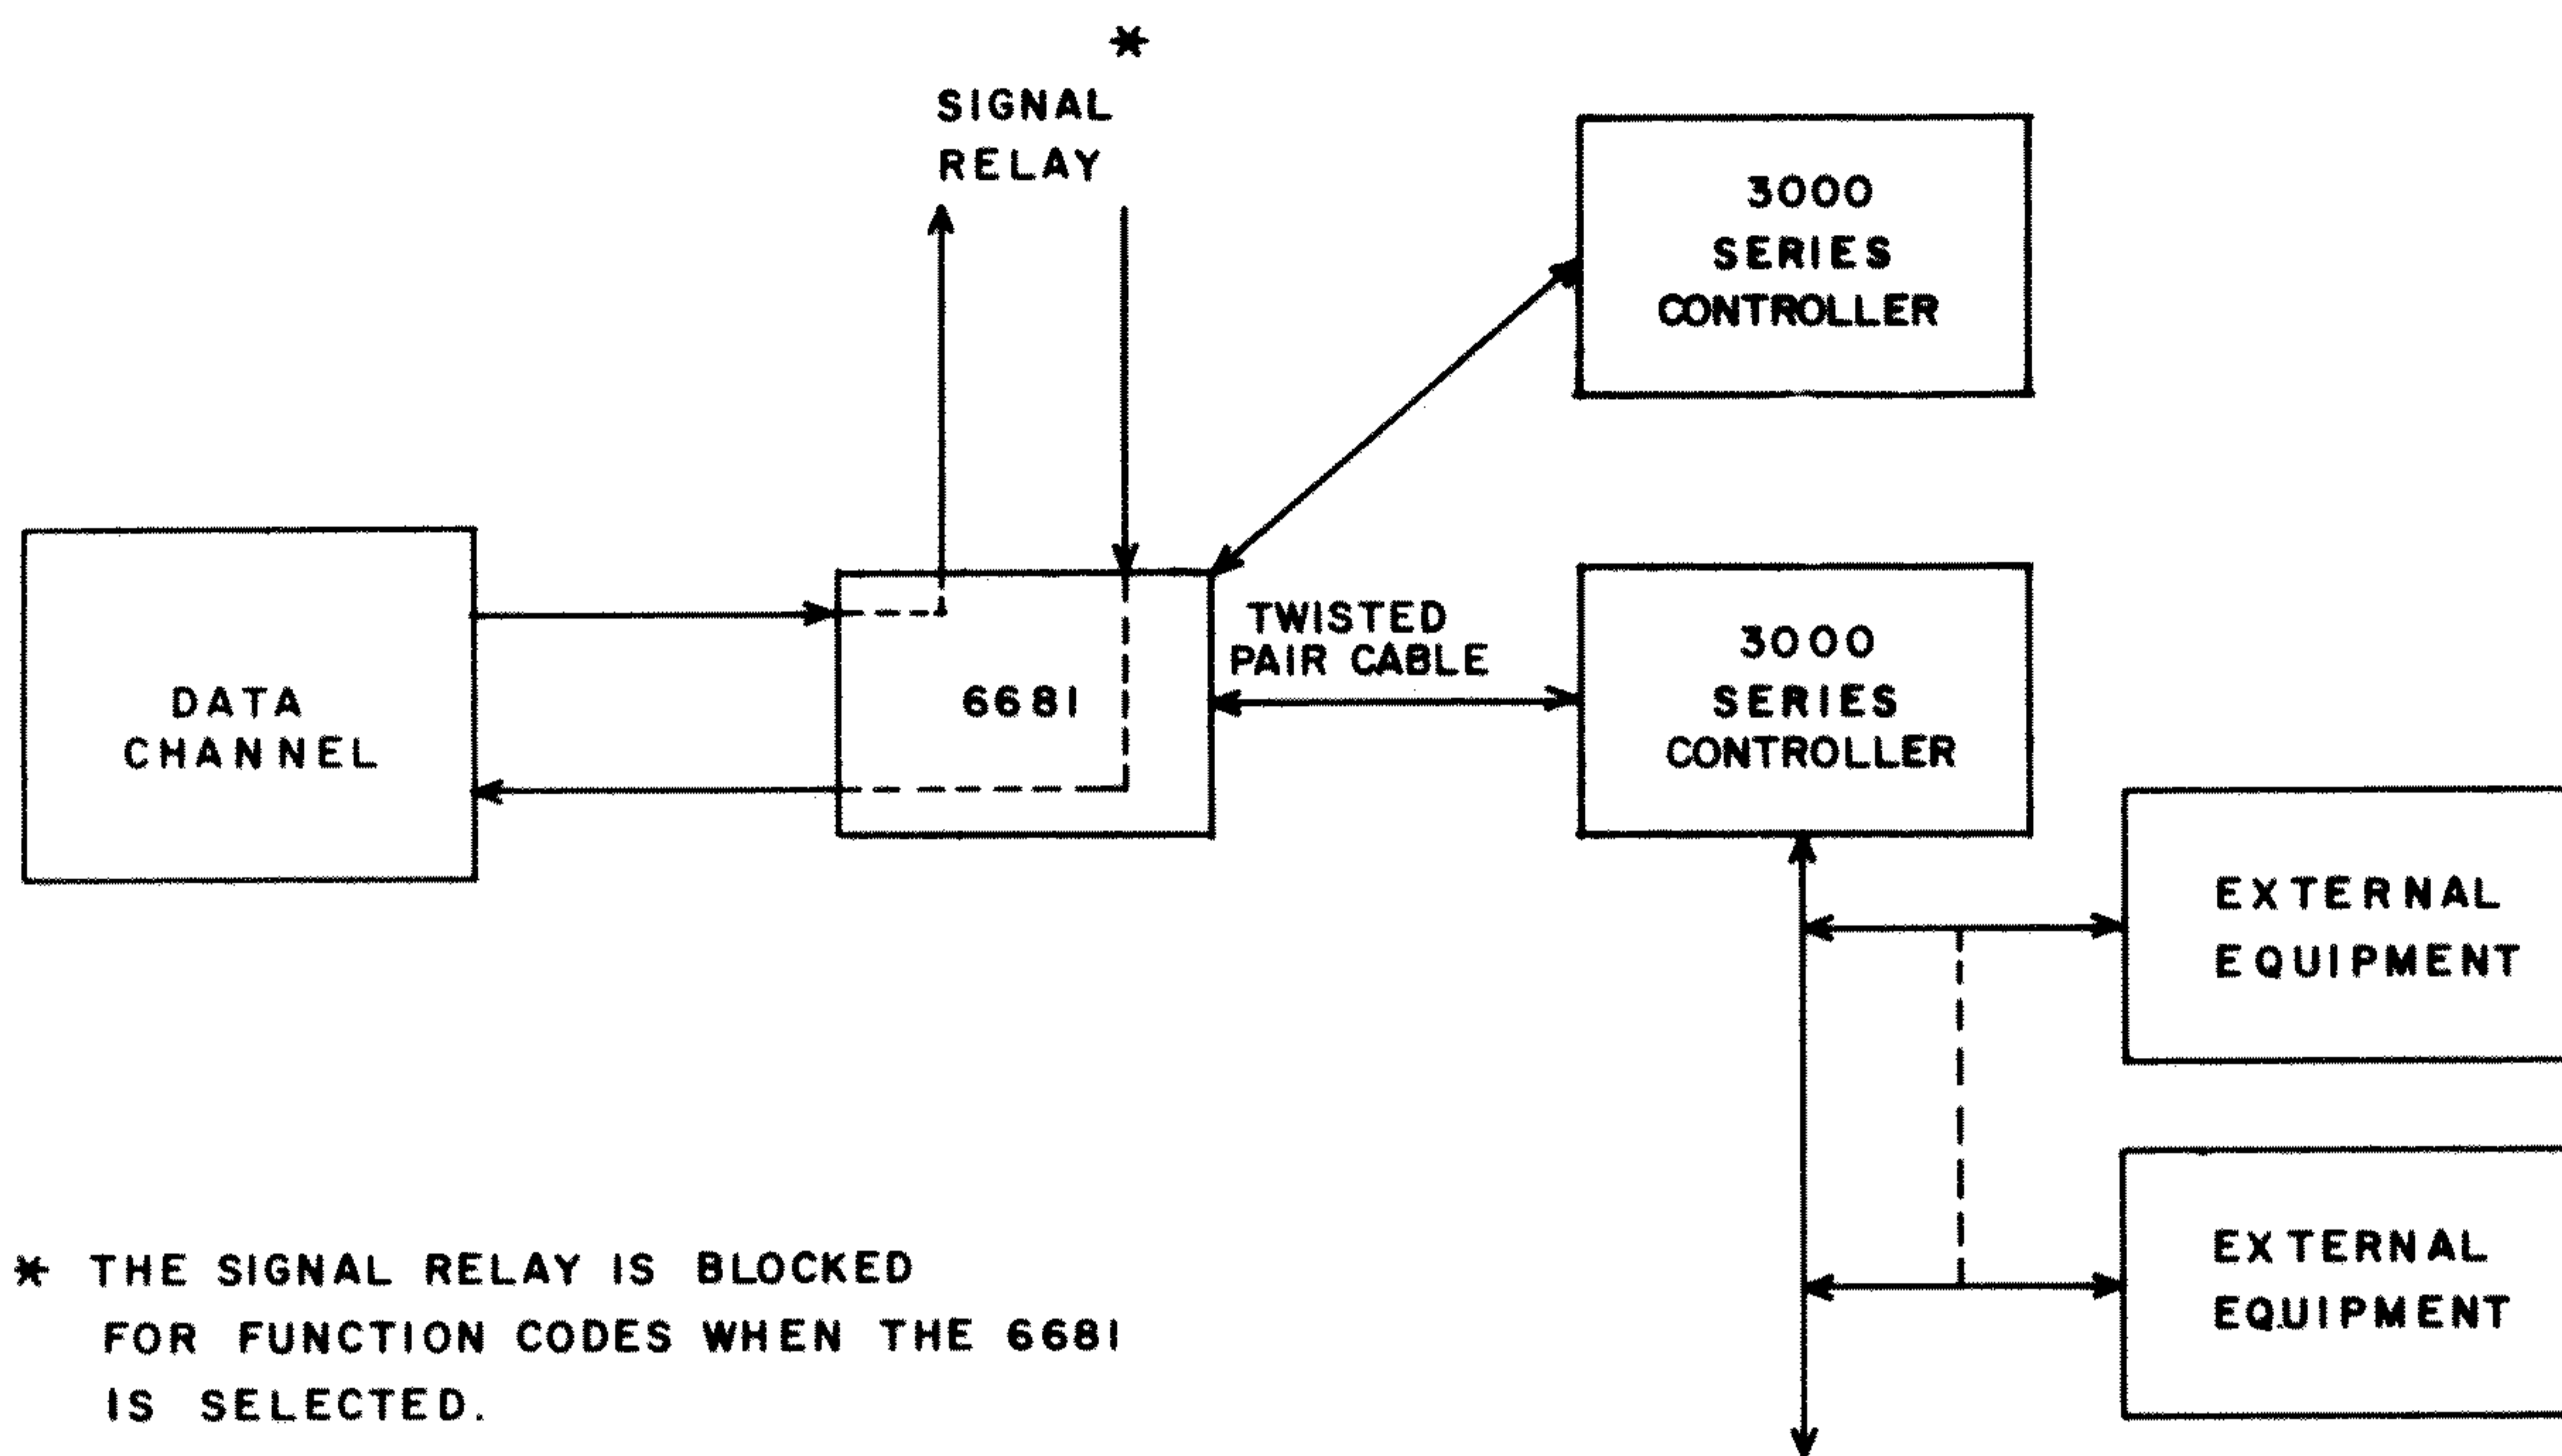 *
SIGNAL
RELAY
3000
SERIES
CONTROLLER
DATA
CHANNEL
6681
TWISTED
PAIR CABLE
3000
SERIES
CONTROLLER
EXTERNAL
EQUIPMENT
EXTERNAL
EQUIPMENT
* THE SIGNAL RELAY IS BLOCKED
FOR FUNCTION CODES WHEN THE 6681
IS SELECTED.